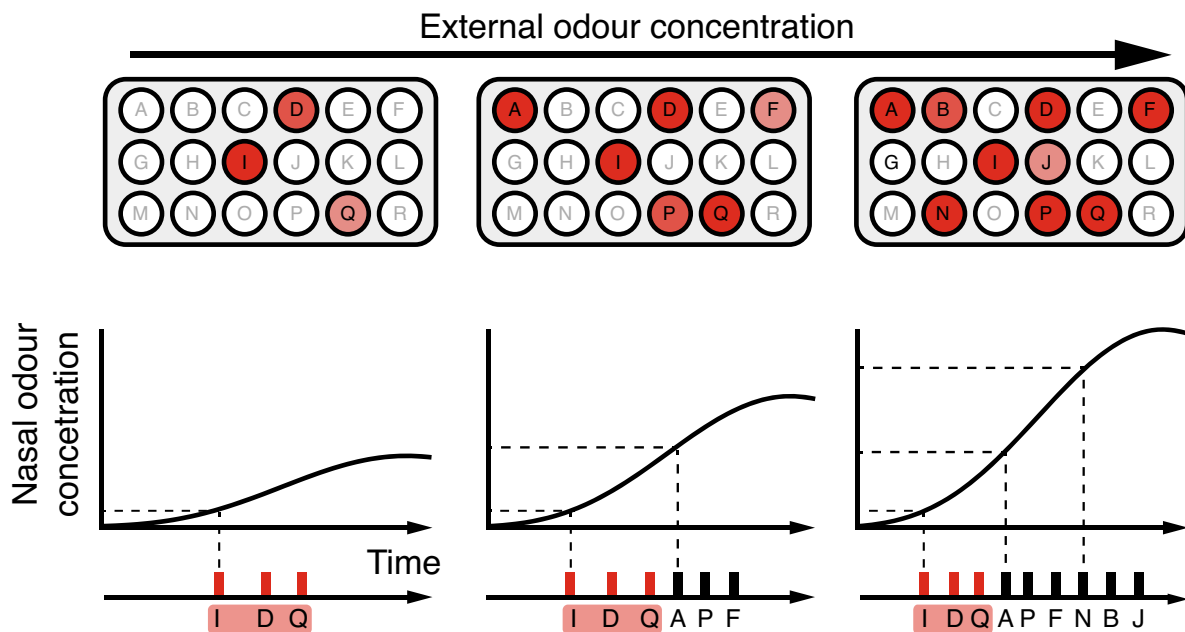 External odour concentration
A B C D E F
G H I J K L
M N O P Q R
A B C D E F
G H I J K L
M N O P Q R
A B C D E F
G H I J K L
M N O P Q R
Nasal odour
concetration
Time
I D Q
I D Q A P F
I D Q A P F N B J